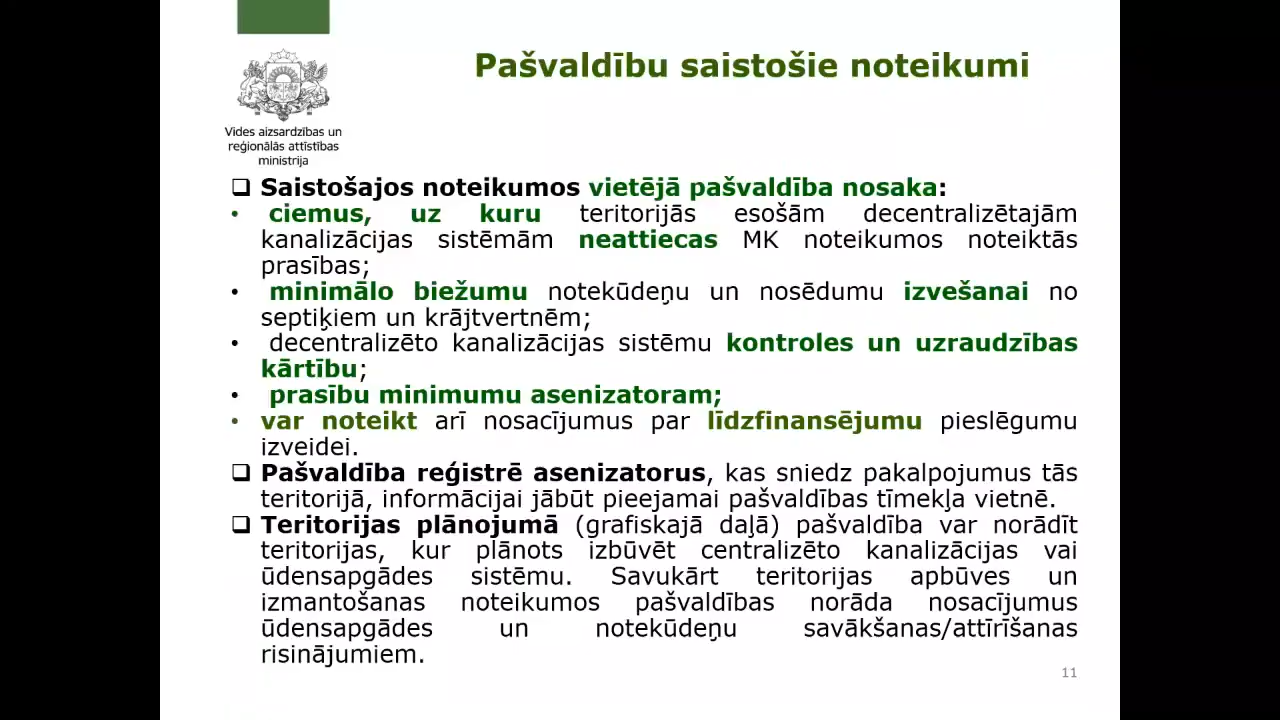 Pašvaldību saistošie noteikumi
Vides aizsardzības un
reģionālās attīstības
ministrija
❑ Saistošajos noteikumos vietējā pašvaldība nosaka:
• ciemus, uz kuru teritorijās esošām decentralizētajām
kanalizācijas sistēmām neattiecas MK noteikumos noteiktās
prasības;
• minimālo biežumu notekūdeņu un nosēdumu izvešanai no
septiķiem un krājtvertnēm;
• decentralizēto kanalizācijas sistēmu kontroles un uzraudzības
kārtību;
• prasību minimumu asenizatoram;
• var noteikt arī nosacījumus par līdzfinansējumu pieslēgumu
izveidei.
❑ Pašvaldība reģistrē asenizatorus, kas sniedz pakalpojumus tās
teritorijā, informācijai jābūt pieejamai pašvaldības tīmekļa vietnē.
❑ Teritorijas plānojumā (grafiskajā daļā) pašvaldība var norādīt
teritorijas, kur plānots izbūvēt centralizēto kanalizācijas vai
ūdensapgādes sistēmu. Savukārt teritorijas apbūves un
izmantošanas noteikumos pašvaldības norāda nosacījumus
ūdensapgādes un notekūdeņu savākšanas/attīrīšanas
risinājumiem.
11